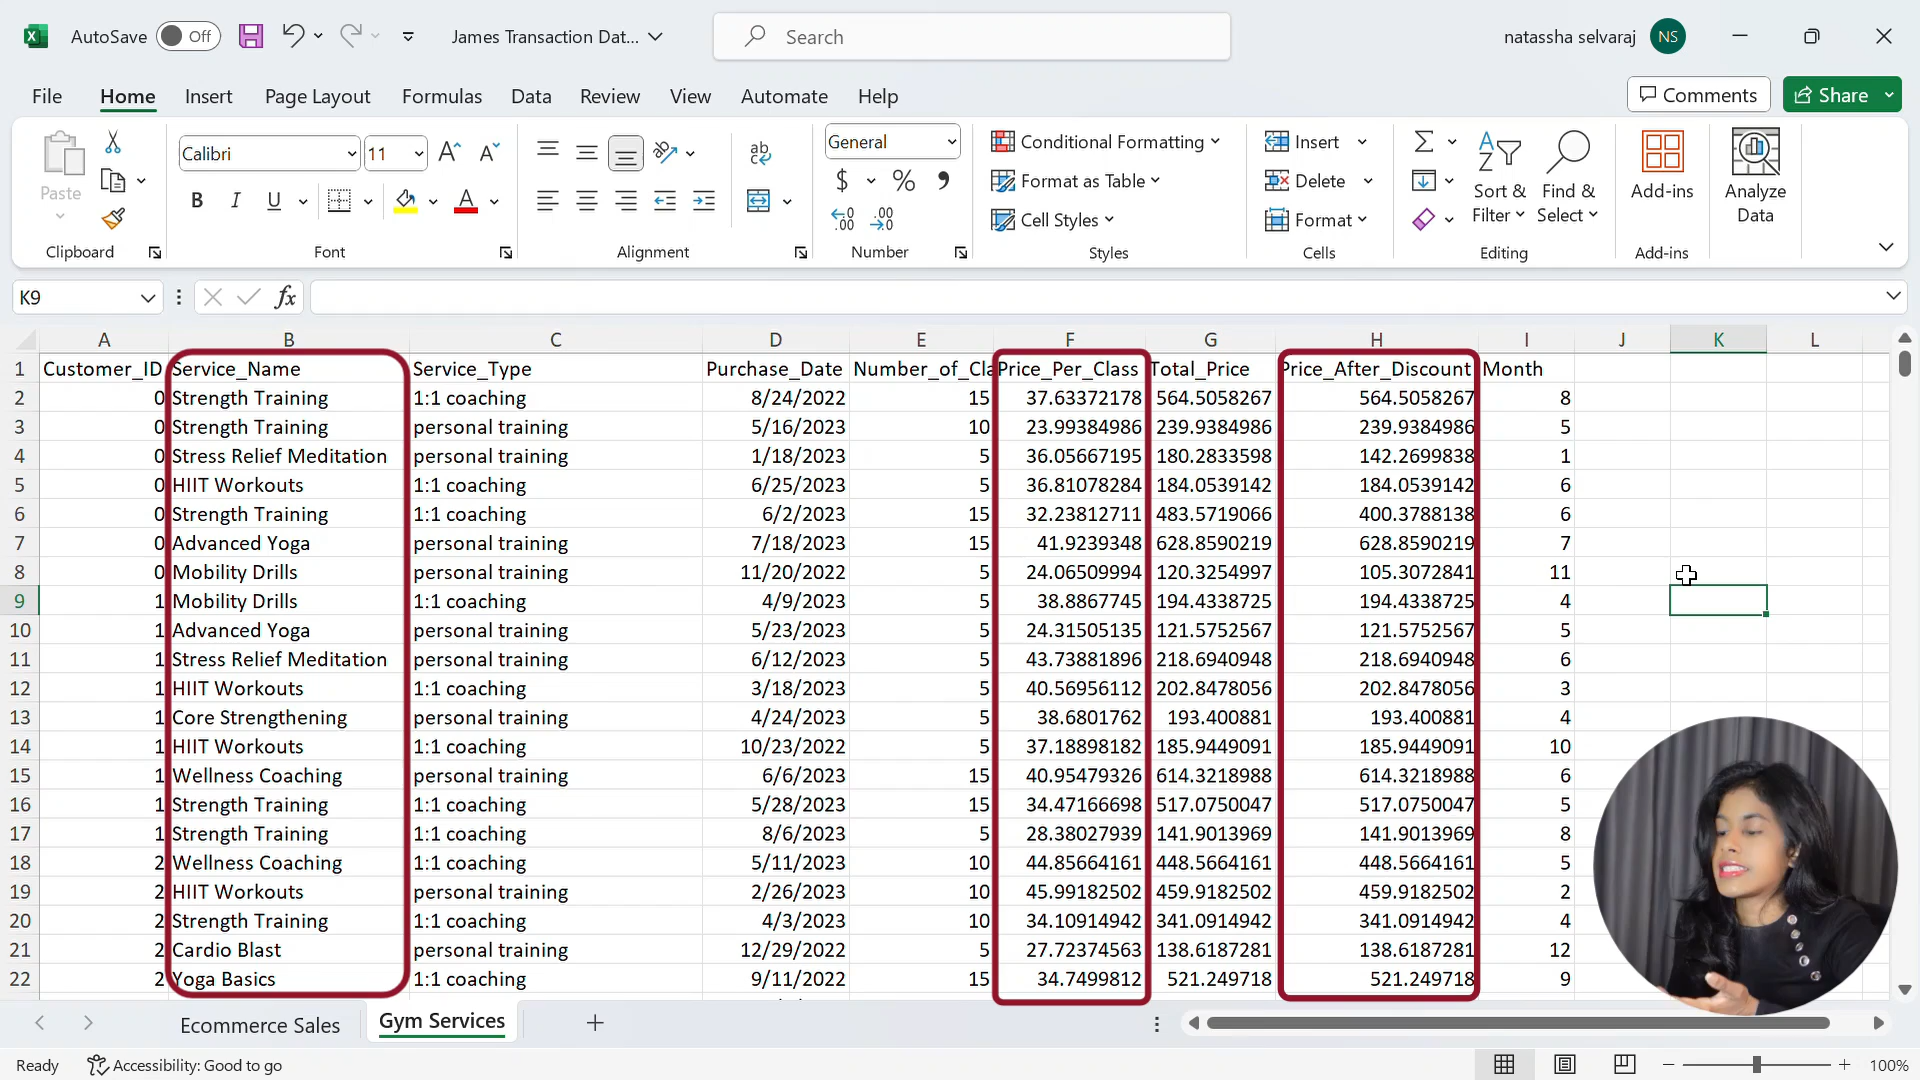 AutoSave Off James Transaction Dat... Search natassha selvaraj NS
File Home Insert Page Layout Formulas Data Review View Automate Help Comments Share
Paste Calibri 11 General Conditional Formatting Insert Sort & Filter Find & Select Add-ins Analyze Data
Format as Table Delete
Cell Styles Format
Clipboard Font Alignment Number Styles Cells Editing Add-ins
K9 fx
A B C D E F G H I J K L
1 Customer_ID Service_Name Service_Type Purchase_Date Number_of_Cla Price_Per_Class Total_Price Price_After_Discount Month
2 0 Strength Training 1:1 coaching 8/24/2022 15 37.63372178 564.5058267 564.5058267 8
3 0 Strength Training personal training 5/16/2023 10 23.99384986 239.9384986 239.9384986 5
4 0 Stress Relief Meditation personal training 1/18/2023 5 36.05667195 180.2833598 142.2699838 1
5 0 HIIT Workouts 1:1 coaching 6/25/2023 5 36.81078284 184.0539142 184.0539142 6
6 0 Strength Training 1:1 coaching 6/2/2023 15 32.23812711 483.5719066 400.3788138 6
7 0 Advanced Yoga personal training 7/18/2023 15 41.9239348 628.8590219 628.8590219 7
8 0 Mobility Drills personal training 11/20/2022 5 24.06509994 120.3254997 105.3072841 11
9 1 Mobility Drills 1:1 coaching 4/9/2023 5 38.8867745 194.4338725 194.4338725 4
10 1 Advanced Yoga personal training 5/23/2023 5 24.31505135 121.5752567 121.5752567 5
11 1 Stress Relief Meditation personal training 6/12/2023 5 43.73881896 218.6940948 218.6940948 6
12 1 HIIT Workouts 1:1 coaching 3/18/2023 5 40.56956112 202.8478056 202.8478056 3
13 1 Core Strengthening personal training 4/24/2023 5 38.6801762 193.400881 193.400881 4
14 1 HIIT Workouts 1:1 coaching 10/23/2022 5 37.18898182 185.9449091 185.9449091 10
15 1 Wellness Coaching personal training 6/6/2023 15 40.95479326 614.3218988 614.3218988 6
16 1 Strength Training 1:1 coaching 5/28/2023 15 34.47166698 517.0750047 517.0750047 5
17 1 Strength Training 1:1 coaching 8/6/2023 5 28.38027939 141.9013969 141.9013969 8
18 2 Wellness Coaching 1:1 coaching 5/11/2023 10 44.85664161 448.5664161 448.5664161 5
19 2 HIIT Workouts personal training 2/26/2023 10 45.99182502 459.9182502 459.9182502 2
20 2 Strength Training 1:1 coaching 4/3/2023 10 34.10914942 341.0914942 341.0914942 4
21 2 Cardio Blast personal training 12/29/2022 5 27.72374563 138.6187281 138.6187281 12
22 2 Yoga Basics 1:1 coaching 9/11/2022 15 34.7499812 521.249718 521.249718 9
Ecommerce Sales Gym Services
Ready Accessibility: Good to go 100%